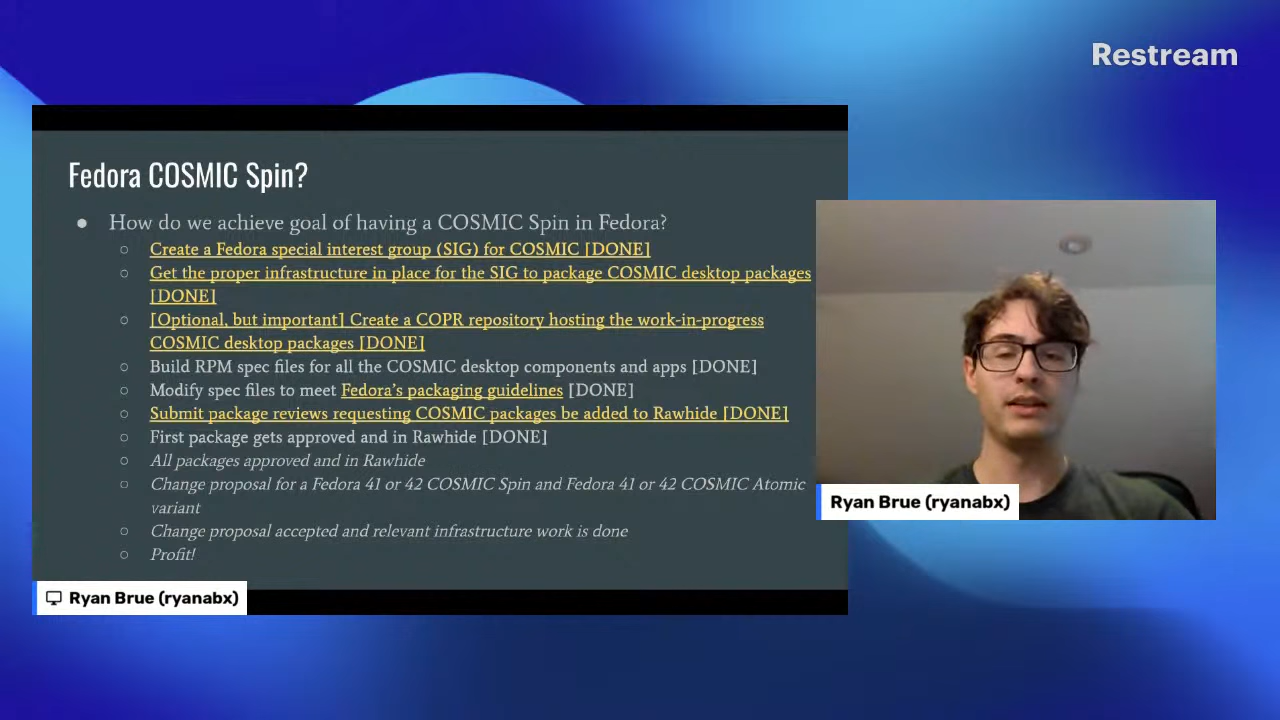 Restream
Fedora COSMIC Spin?
● How do we achieve goal of having a COSMIC Spin in Fedora?
○ Create a Fedora special interest group (SIG) for COSMIC [DONE]
○ Get the proper infrastructure in place for the SIG to package COSMIC desktop packages
[DONE]
○ [Optional, but important] Create a COPR repository hosting the work-in-progress
COSMIC desktop packages [DONE]
○ Build RPM spec files for all the COSMIC desktop components and apps [DONE]
○ Modify spec files to meet Fedora's packaging guidelines [DONE]
○ Submit package reviews requesting COSMIC packages be added to Rawhide [DONE]
○ First package gets approved and in Rawhide [DONE]
○ All packages approved and in Rawhide
○ Change proposal for a Fedora 41 or 42 COSMIC Spin and Fedora 41 or 42 COSMIC Atomic
variant
○ Change proposal accepted and relevant infrastructure work is done
○ Profit!
Ryan Brue (ryanabx)
Ryan Brue (ryanabx)